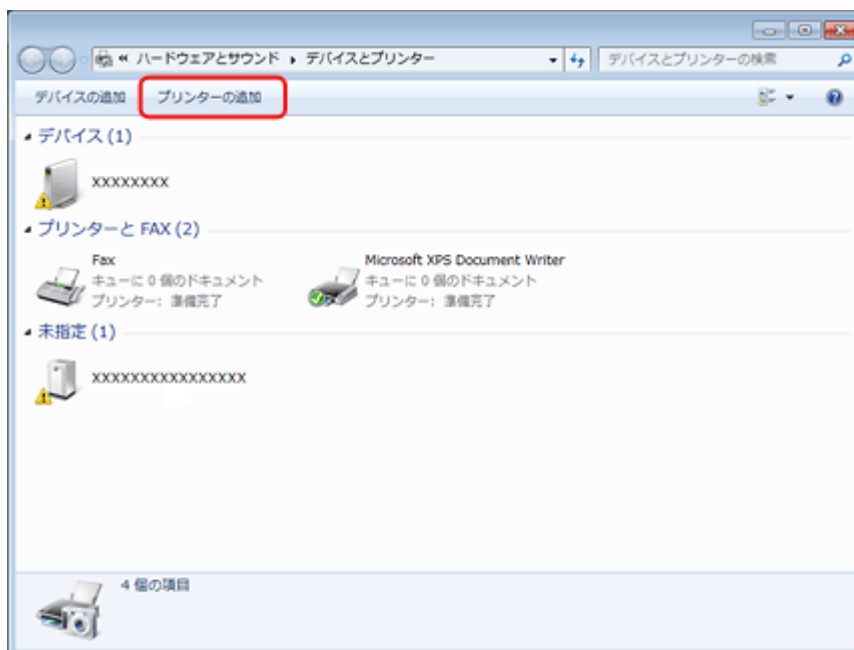 « ハードウェアとサウンド ▸ デバイスとプリンター
デバイスとプリンターの検索
デバイスの追加 プリンターの追加
デバイス (1)
XXXXXXXX
プリンターと FAX (2)
Fax
キューに 0 個のドキュメント
プリンター: 準備完了
Microsoft XPS Document Writer
キューに 0 個のドキュメント
プリンター: 準備完了
未指定 (1)
XXXXXXXXXXXXXXXX
4 個の項目